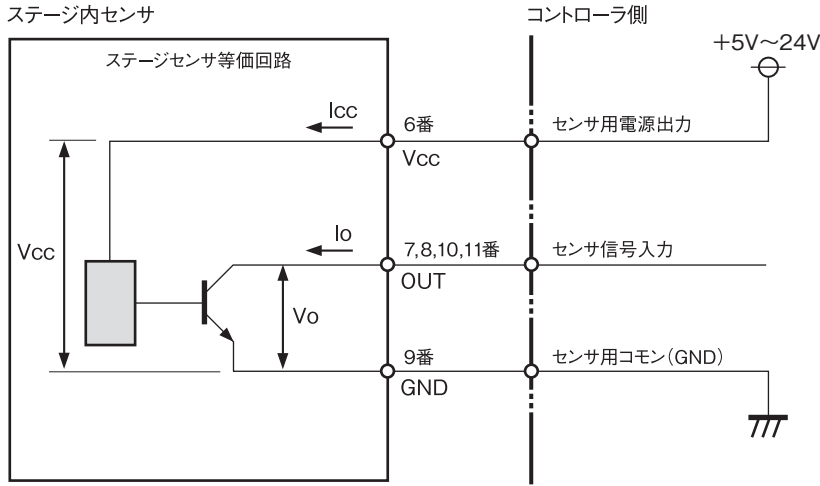 ステージ内センサ
コントローラ側
ステージセンサ等価回路
+5V～24V
Icc
6番
センサ用電源出力
Vcc
Vcc
Io
7,8,10,11番
センサ信号入力
OUT
Vo
9番
センサ用コモン(GND)
GND